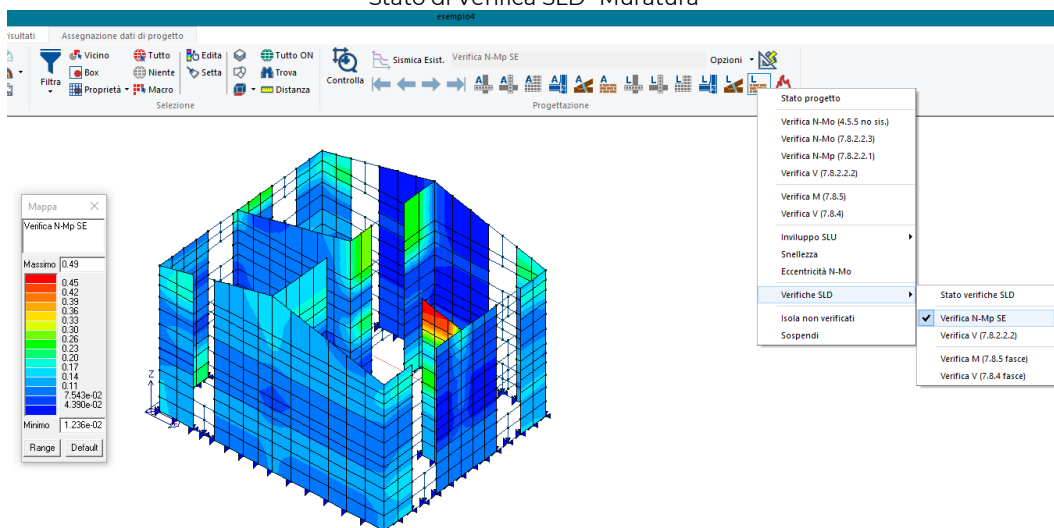 Stato di Verifica SLD- Muratura
esempio4
risultati
Assegnazione dati di progetto
Vicino
Tutto
Edita
Tutto ON
Box
Niente
Setta
Trova
Filtra
Proprietà
Macro
Distanza
Selezione
Controlla
Sismica Esist.
Verifica N-Mp SE
Opzioni
Progettazione
Stato progetto
Verifica N-Mo (4.5.5 no sis.)
Verifica N-Mo (7.8.2.2.3)
Verifica N-Mp (7.8.2.2.1)
Verifica V (7.8.2.2.2)
Verifica M (7.8.5)
Verifica V (7.8.4)
Inviluppo SLU
Snellezza
Eccentricità N-Mo
Verifiche SLD
Isola non verificati
Sospendi
Stato verifiche SLD
Verifica N-Mp SE
Verifica V (7.8.2.2.2)
Verifica M (7.8.5 fasce)
Verifica V (7.8.4 fasce)
Mappa
Verifica N-Mp SE
Massimo 0.49
0.45
0.42
0.39
0.36
0.33
0.30
0.26
0.23
0.20
0.17
0.14
0.11
7.543e-02
4.390e-02
Minimo 1.236e-02
Range Default
Z